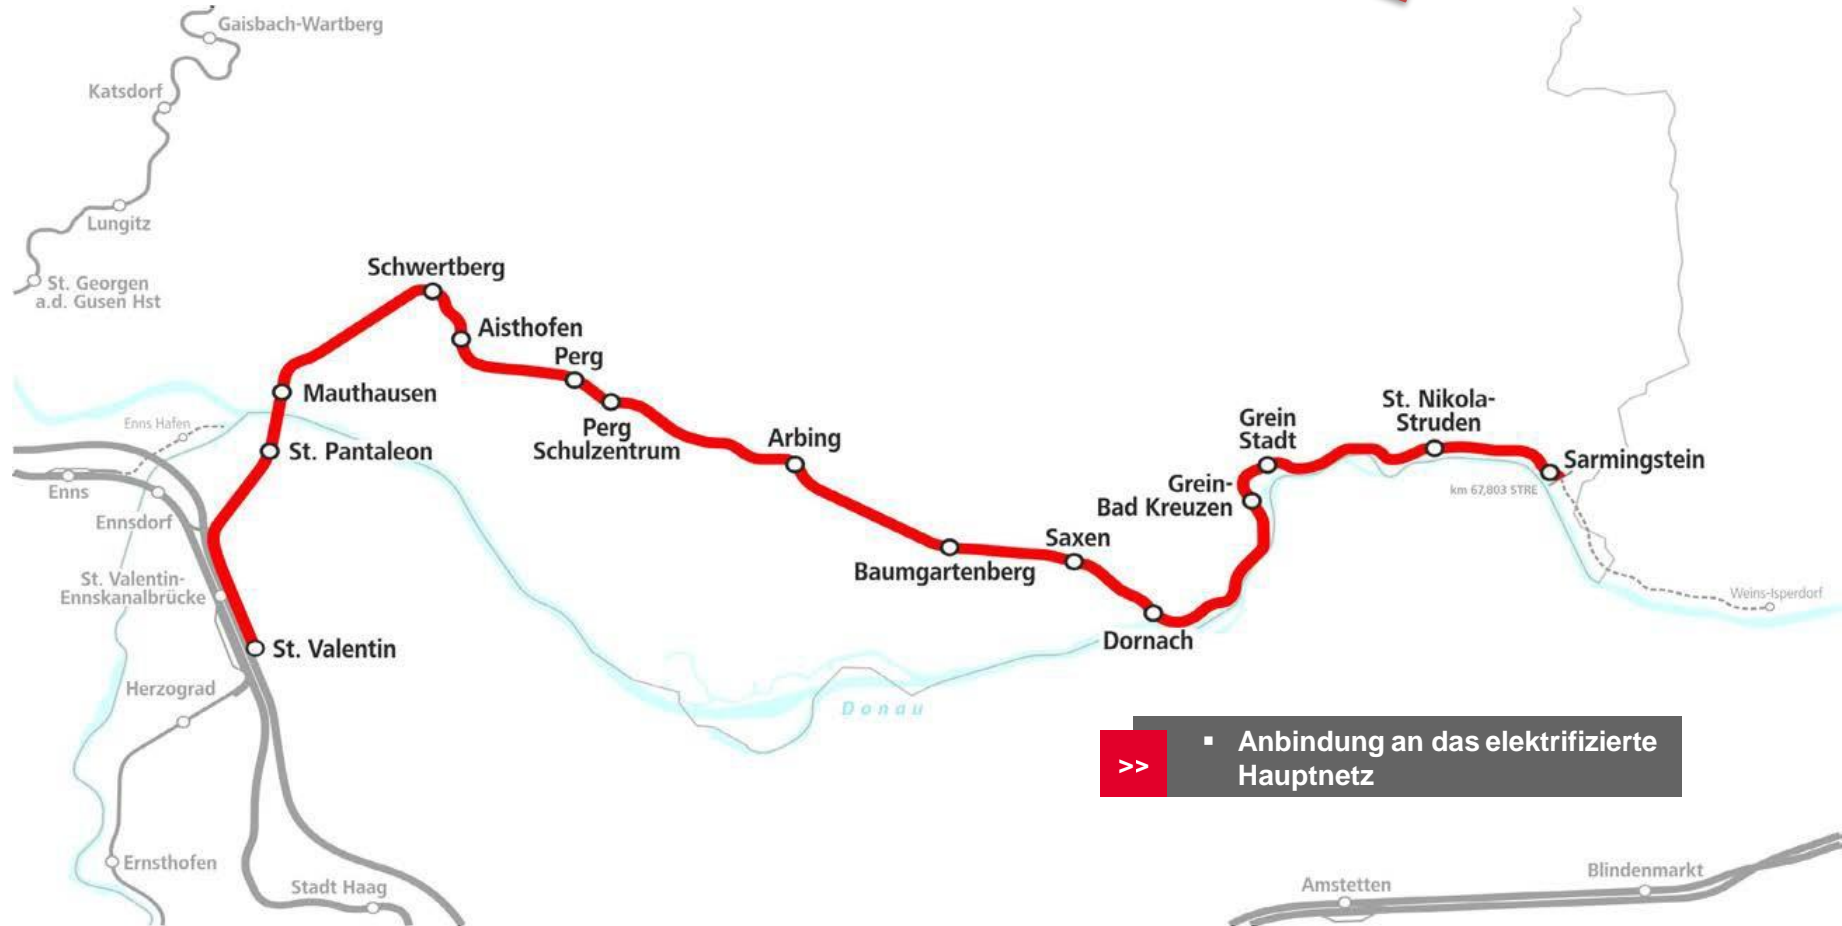 Gaisbach-Wartberg
Katsdorf
Lungitz
St. Georgen
a.d. Gusen Hst
Schwertberg
Aisthofen
Perg
Mauthausen
Perg
Schulzentrum
Enns Hafen
St. Pantaleon
Arbing
Grein
Stadt
St. Nikola-
Struden
Sarmingstein
km 67,803 STRE
Grein-
Bad Kreuzen
Enns
Ennsdorf
Saxen
Baumgartenberg
St. Valentin-
Ennskanalbrücke
Weins-Isperdorf
Dornach
St. Valentin
Herzograd
Donau
>>
▪ Anbindung an das elektrifizierte
Hauptnetz
Ernsthofen
Stadt Haag
Amstetten
Blindenmarkt